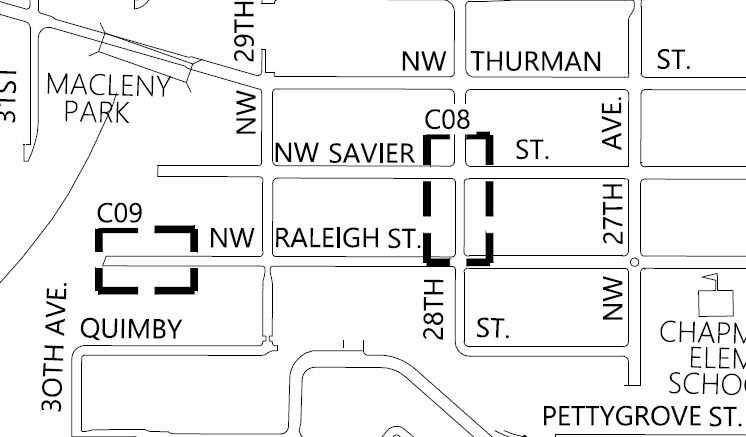 29TH
NW THURMAN ST.
31ST
MACLENY
PARK
NW
C08
AVE.
NW SAVIER ST.
C09
27TH
NW RALEIGH ST.
30TH AVE.
28TH
NW
QUIMBY ST.
CHAPM
ELEM
SCHOO
PETTYGROVE ST.